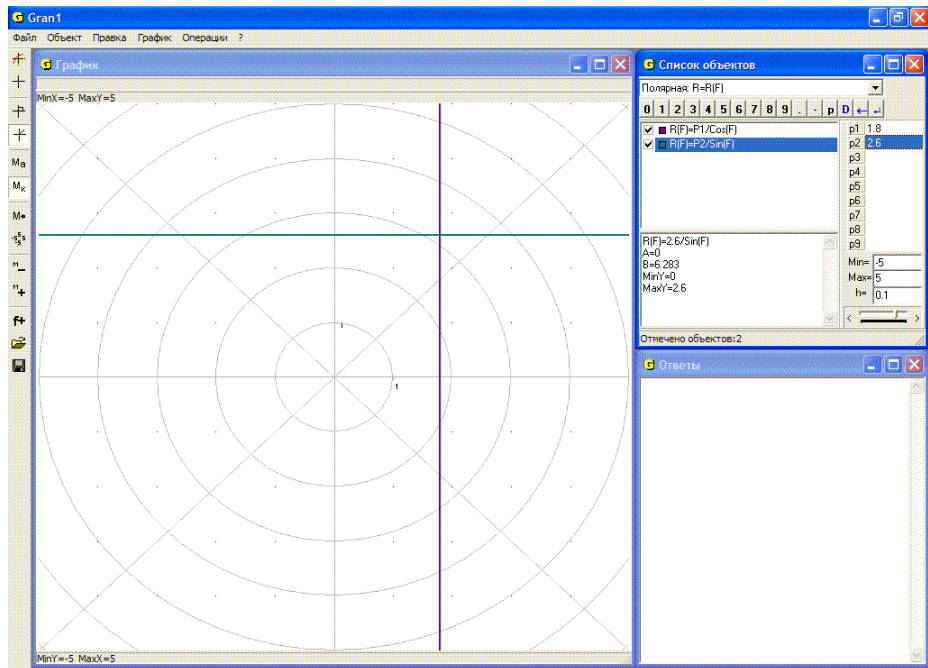 Gran1
Файл Объект Правка График Операции ?
График
MinX=-5 MaxY=5
1
1
MinY=-5 MaxX=5
Ma
Mк
M
f+
Список объектов
Полярная: R=R(F)
0 1 2 3 4 5 6 7 8 9 . - p D ← ↵
R(F)=P1/Cos(F)
R(F)=P2/Sin(F)
p1 1.8
p2 2.6
p3
p4
p5
p6
p7
p8
p9
R(F)=2.6/Sin(F)
A=0
B=6.283
MinY=0
MaxY=2.6
Min= -5
Max= 5
h= 0.1
< >
Отмечено объектов:2
Ответы